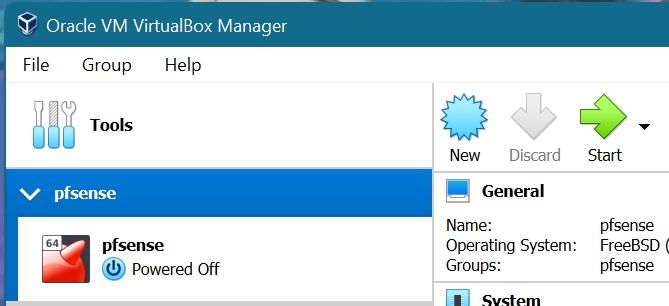 Oracle VM VirtualBox Manager
File Group Help
Tools
New Discard Start
pfsense
General
64
pfsense
Powered Off
Name: pfsense
Operating System: FreeBSD (
Groups: pfsense
System